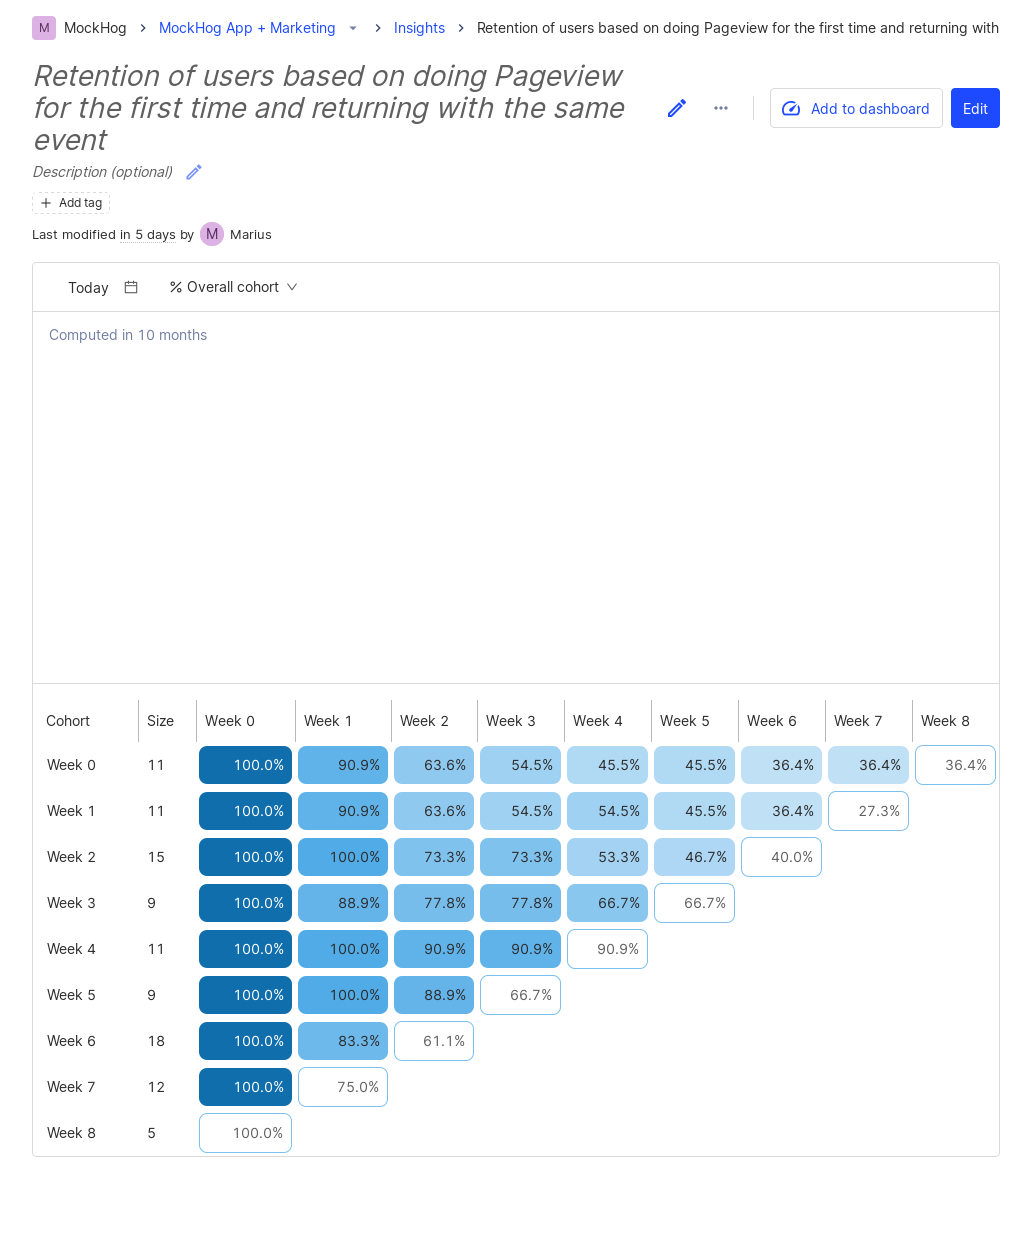 M MockHog > MockHog App + Marketing > Insights > Retention of users based on doing Pageview for the first time and returning with
Retention of users based on doing Pageview
for the first time and returning with the same
event
Add to dashboard Edit
Description (optional)
Add tag
Last modified in 5 days by M Marius
Today % Overall cohort
Computed in 10 months
Cohort Size Week 0 Week 1 Week 2 Week 3 Week 4 Week 5 Week 6 Week 7 Week 8
Week 0 11 100.0% 90.9% 63.6% 54.5% 45.5% 45.5% 36.4% 36.4% 36.4%
Week 1 11 100.0% 90.9% 63.6% 54.5% 54.5% 45.5% 36.4% 27.3%
Week 2 15 100.0% 100.0% 73.3% 73.3% 53.3% 46.7% 40.0%
Week 3 9 100.0% 88.9% 77.8% 77.8% 66.7% 66.7%
Week 4 11 100.0% 100.0% 90.9% 90.9% 90.9%
Week 5 9 100.0% 100.0% 88.9% 66.7%
Week 6 18 100.0% 83.3% 61.1%
Week 7 12 100.0% 75.0%
Week 8 5 100.0%